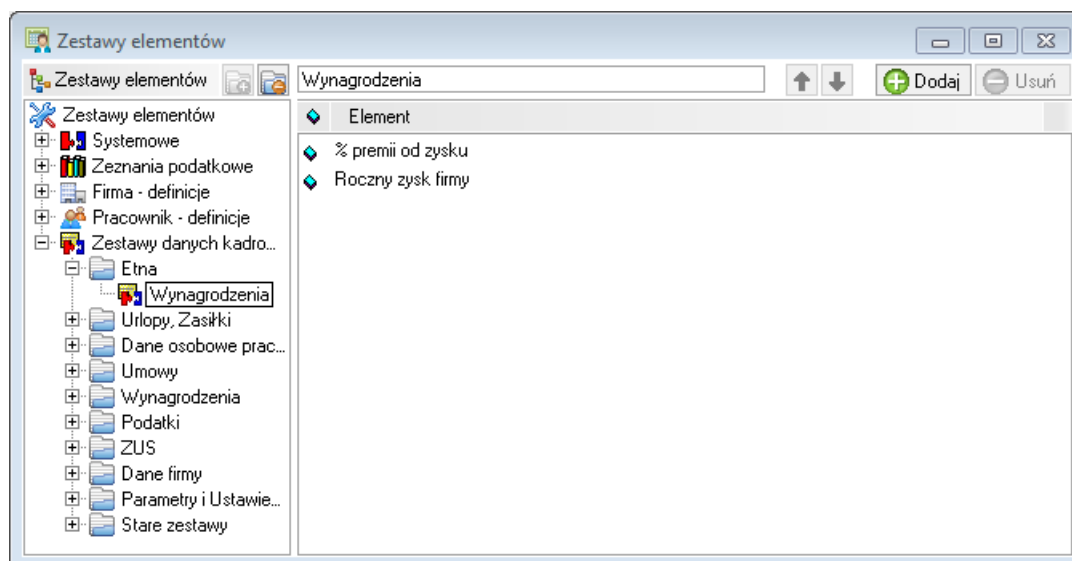 Zestawy elementów
Zestawy elementów
Wynagrodzenia
Dodaj
Usuń
Zestawy elementów
Systemowe
Zeznania podatkowe
Firma - definicje
Pracownik - definicje
Zestawy danych kadro...
Etna
Wynagrodzenia
Urlopy, Zasiłki
Dane osobowe prac...
Umowy
Wynagrodzenia
Podatki
ZUS
Dane firmy
Parametry i Ustawie...
Stare zestawy
Element
% premii od zysku
Roczny zysk firmy